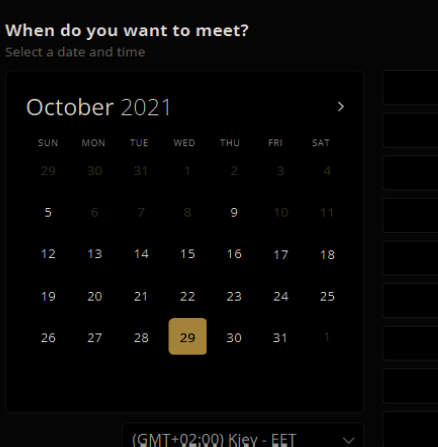 When do you want to meet?
Select a date and time
October 2021 >
SUN MON TUE WED THU FRI SAT
29 30 31 1 2 3 4
5 6 7 8 9 10 11
12 13 14 15 16 17 18
19 20 21 22 23 24 25
26 27 28 29 30 31 1
(GMT+02:00) Kiev - EET